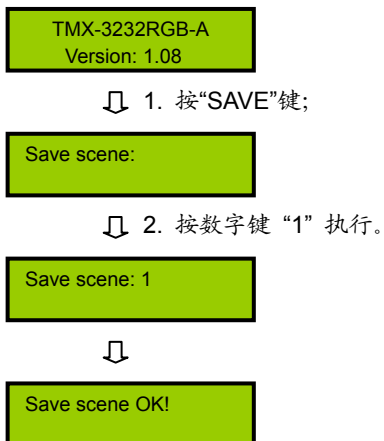 TMX-3232RGB-A
Version: 1.08
1. 按“SAVE”键;
Save scene:
2. 按数字键 “1” 执行。
Save scene: 1
Save scene OK!